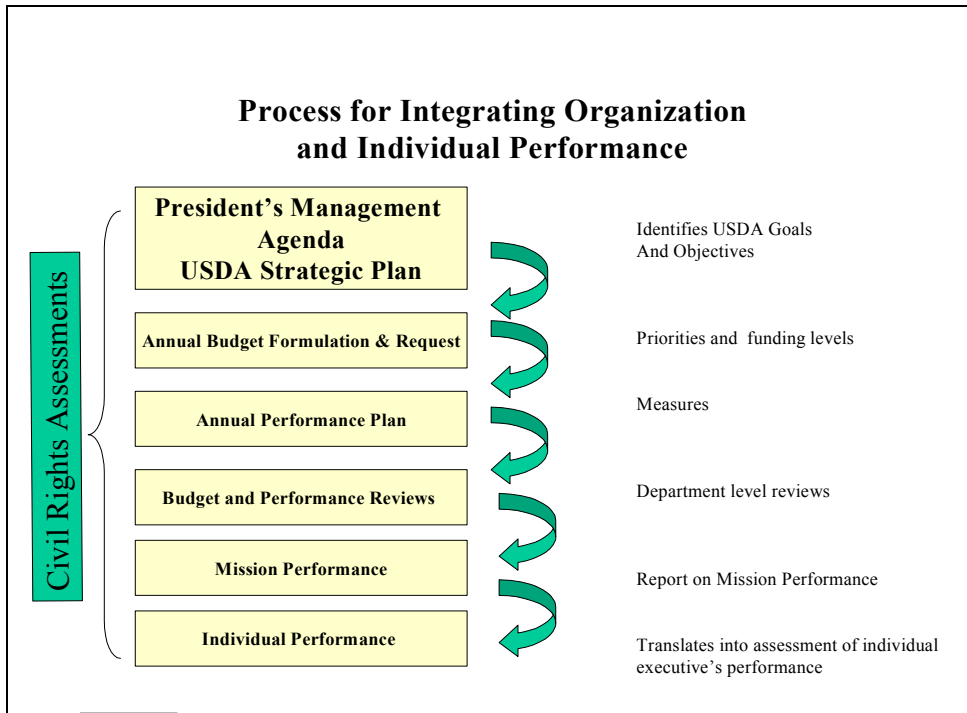 Process for Integrating Organization
and Individual Performance
Civil Rights Assessments
President’s Management
Agenda
USDA Strategic Plan
Identifies USDA Goals
And Objectives
Annual Budget Formulation & Request
Priorities and funding levels
Annual Performance Plan
Measures
Budget and Performance Reviews
Department level reviews
Mission Performance
Report on Mission Performance
Individual Performance
Translates into assessment of individual
executive’s performance